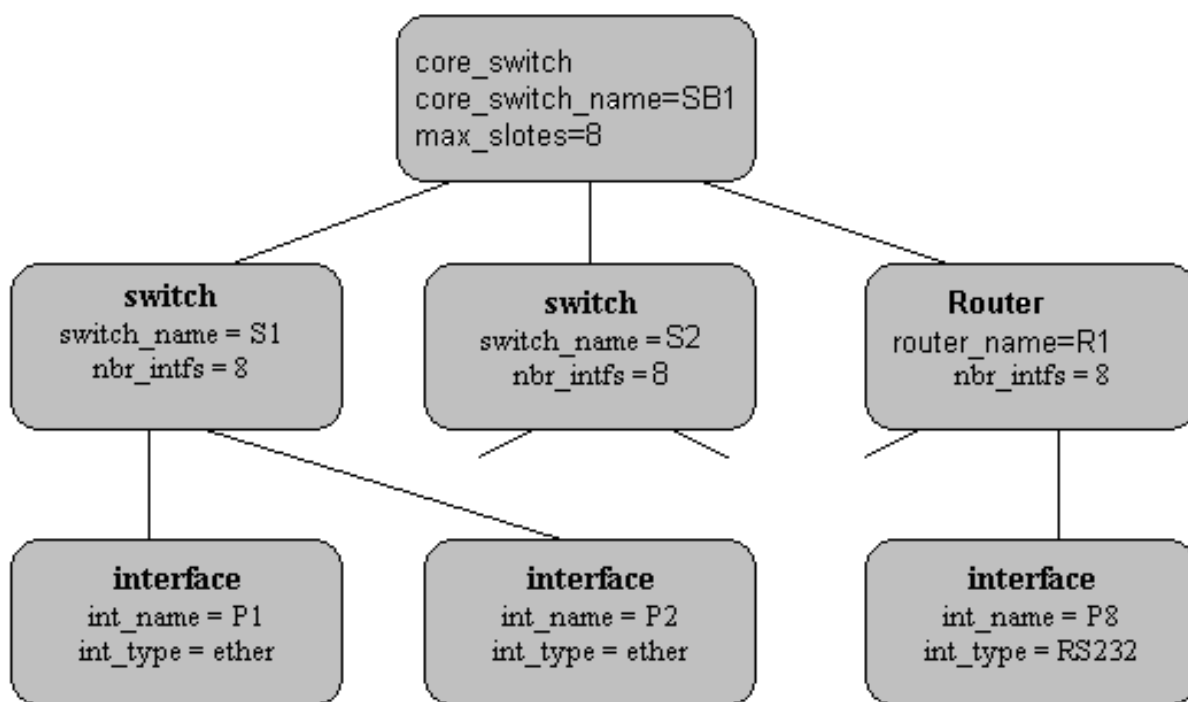 core_switch
core_switch_name=SB1
max_slotes=8
switch
switch_name = S1
nbr_intfs = 8
switch
switch_name = S2
nbr_intfs = 8
Router
router_name=R1
nbr_intfs = 8
interface
int_name = P1
int_type = ether
interface
int_name = P2
int_type = ether
interface
int_name = P8
int_type = RS232